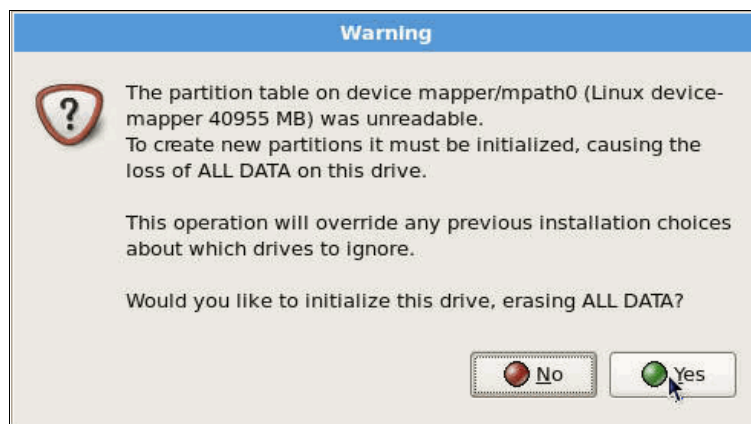 Warning
The partition table on device mapper/mpath0 (Linux device-
mapper 40955 MB) was unreadable.
To create new partitions it must be initialized, causing the
loss of ALL DATA on this drive.
This operation will override any previous installation choices
about which drives to ignore.
Would you like to initialize this drive, erasing ALL DATA?
No
Yes